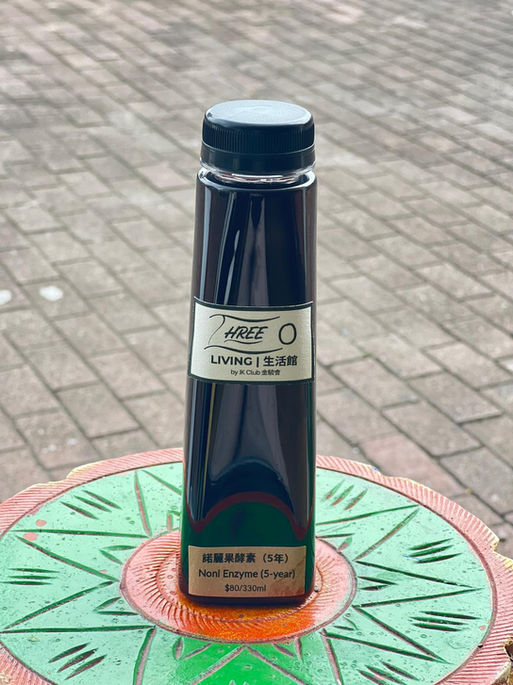 THREE O
LIVING | 生活館
by JK Club 金騏會
諾麗果酵素（5年）
Noni Enzyme (5-year)
$80/330ml